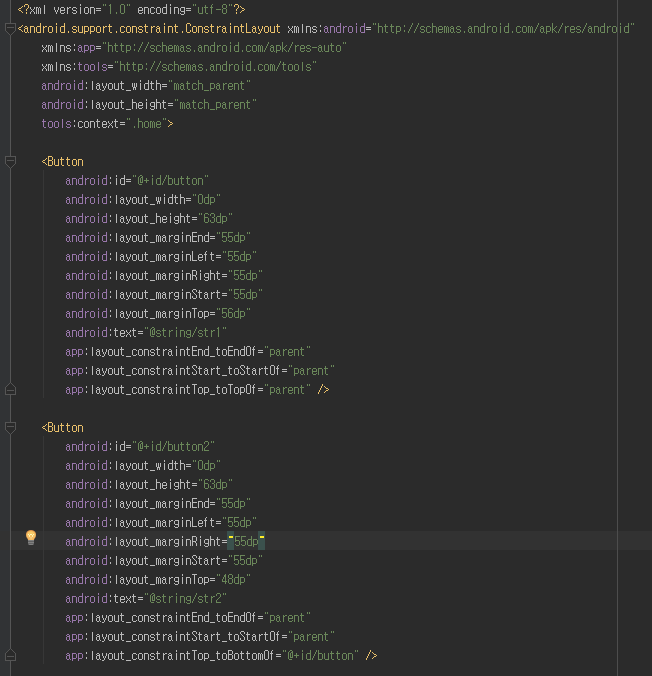 <?xml version="1.0" encoding="utf-8"?>
<android.support.constraint.ConstraintLayout xmlns:android="http://schemas.android.com/apk/res/android"
xmlns:app="http://schemas.android.com/apk/res-auto"
xmlns:tools="http://schemas.android.com/tools"
android:layout_width="match_parent"
android:layout_height="match_parent"
tools:context=".home">
<Button
android:id="@+id/button"
android:layout_width="0dp"
android:layout_height="63dp"
android:layout_marginEnd="55dp"
android:layout_marginLeft="55dp"
android:layout_marginRight="55dp"
android:layout_marginStart="55dp"
android:layout_marginTop="56dp"
android:text="@string/str1"
app:layout_constraintEnd_toEndOf="parent"
app:layout_constraintStart_toStartOf="parent"
app:layout_constraintTop_toTopOf="parent" />
<Button
android:id="@+id/button2"
android:layout_width="0dp"
android:layout_height="63dp"
android:layout_marginEnd="55dp"
android:layout_marginLeft="55dp"
android:layout_marginRight="55dp"
android:layout_marginStart="55dp"
android:layout_marginTop="48dp"
android:text="@string/str2"
app:layout_constraintEnd_toEndOf="parent"
app:layout_constraintStart_toStartOf="parent"
app:layout_constraintTop_toBottomOf="@+id/button" />